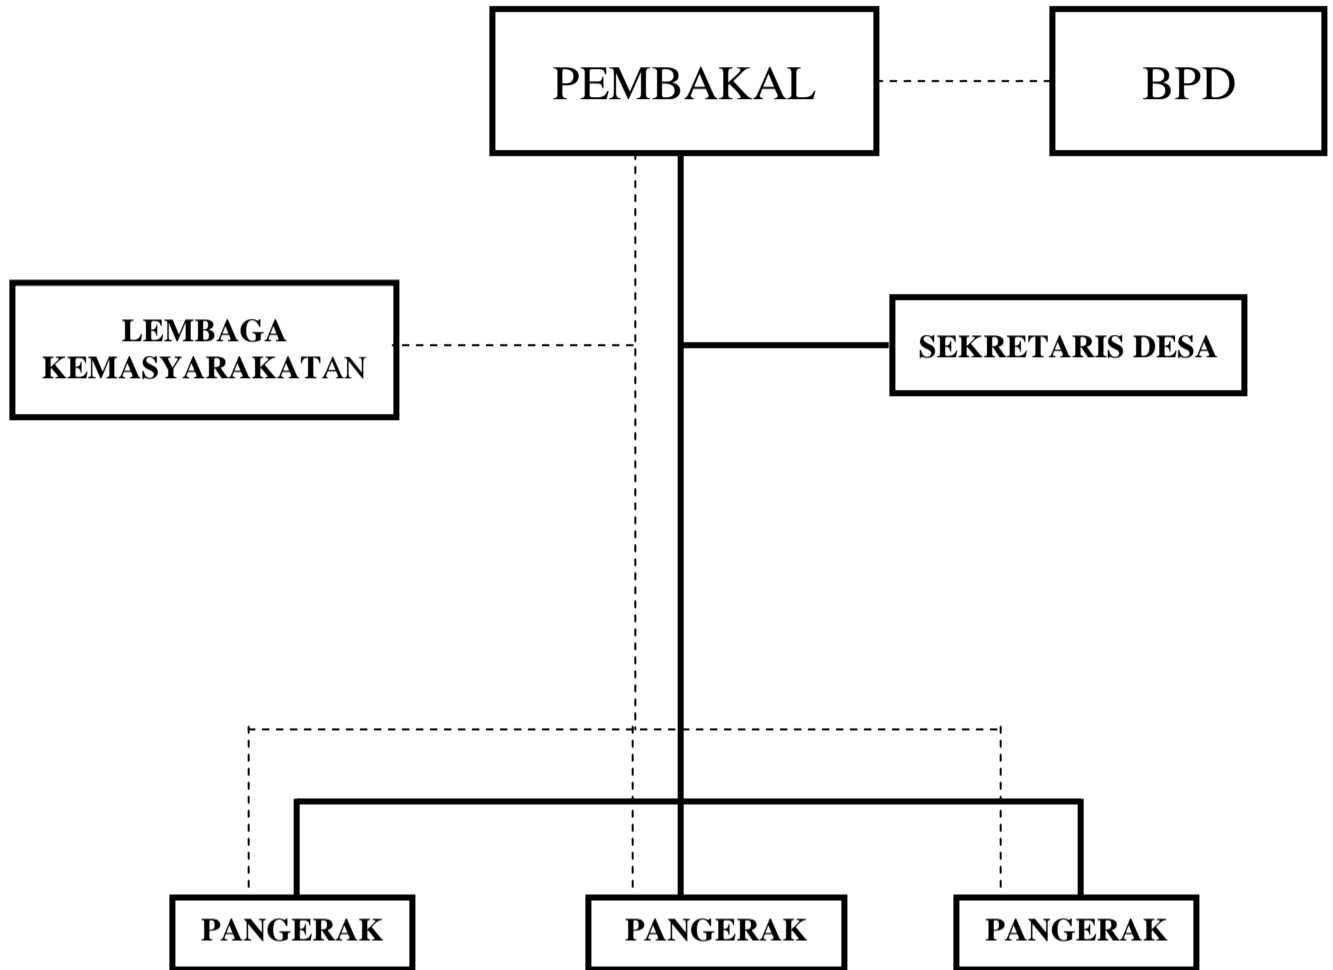 PEMBAKAL
BPD
LEMBAGA
KEMASYARAKATAN
SEKRETARIS DESA
PANGERAK
PANGERAK
PANGERAK